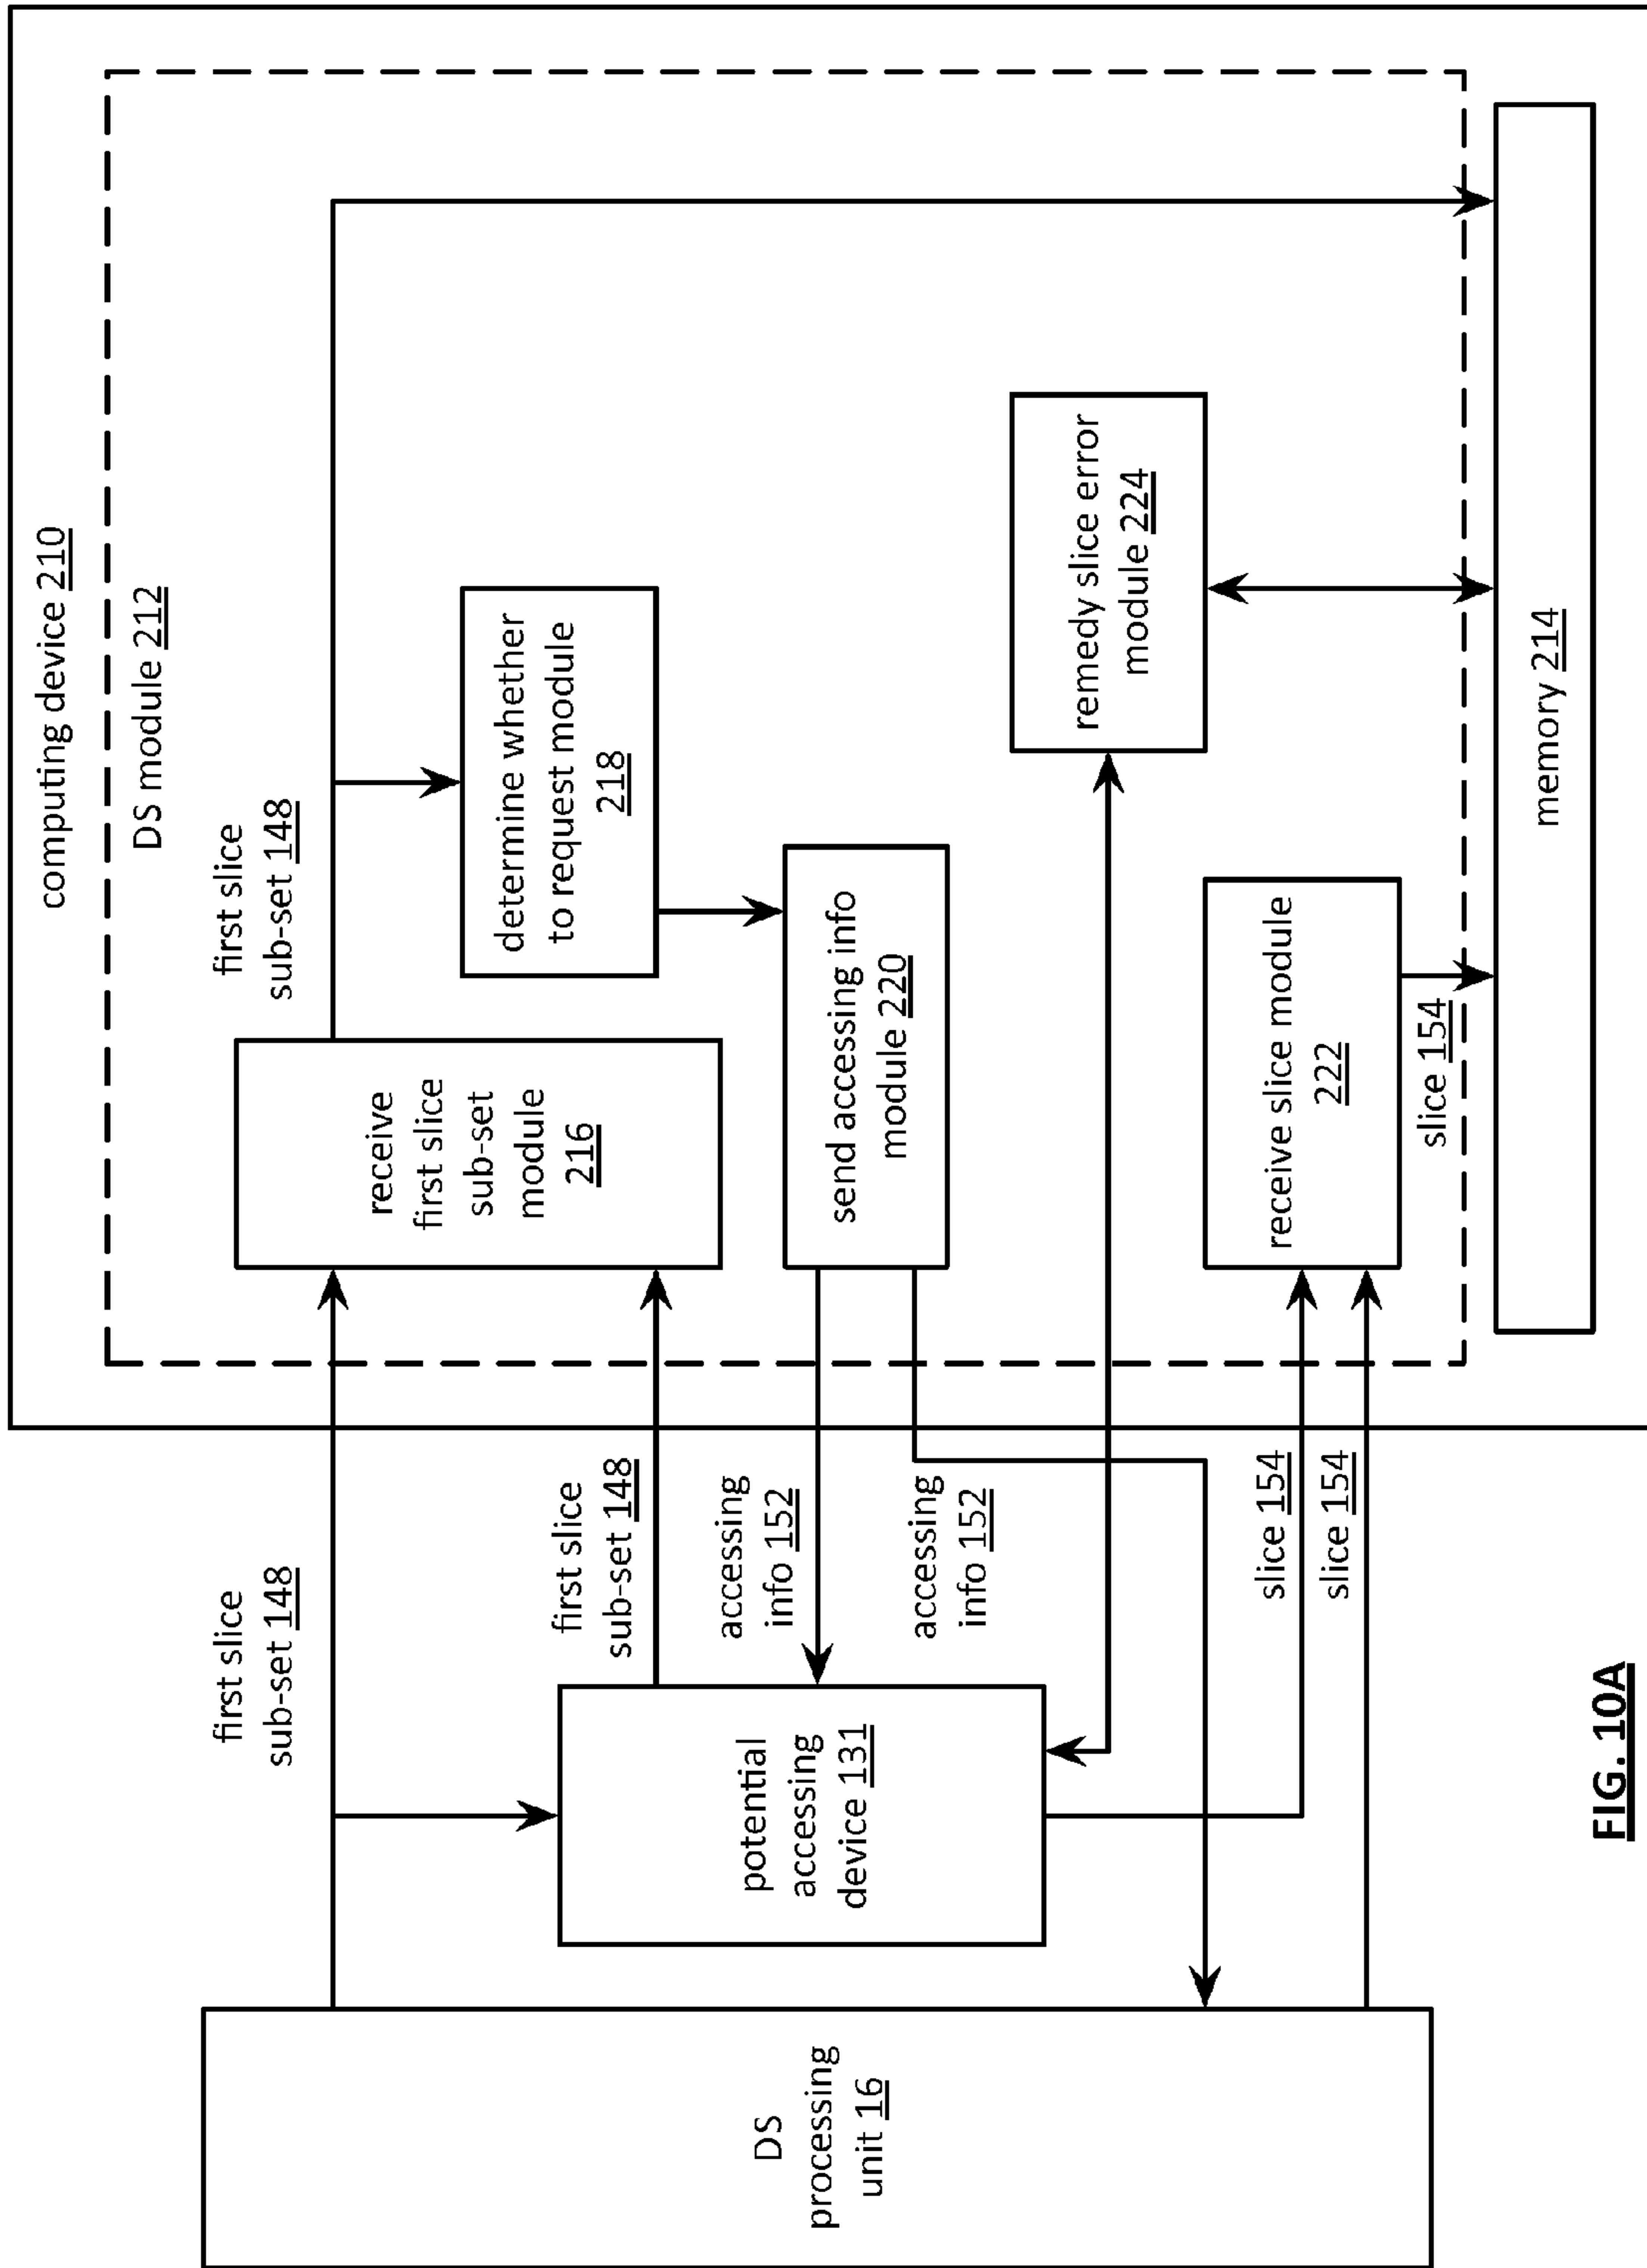 computing device 210
DS module 212
first slice
sub-set 148
first slice
sub-set 148
receive
first slice
sub-set
module
216
determine whether
to request module
218
first slice
sub-set 148
accessing
info 152
accessing
info 152
send accessing info
module 220
potential
accessing
device 131
DS
processing
unit 16
remedy slice error
module 224
receive slice module
222
slice 154
slice 154
slice 154
memory 214
FIG. 10A